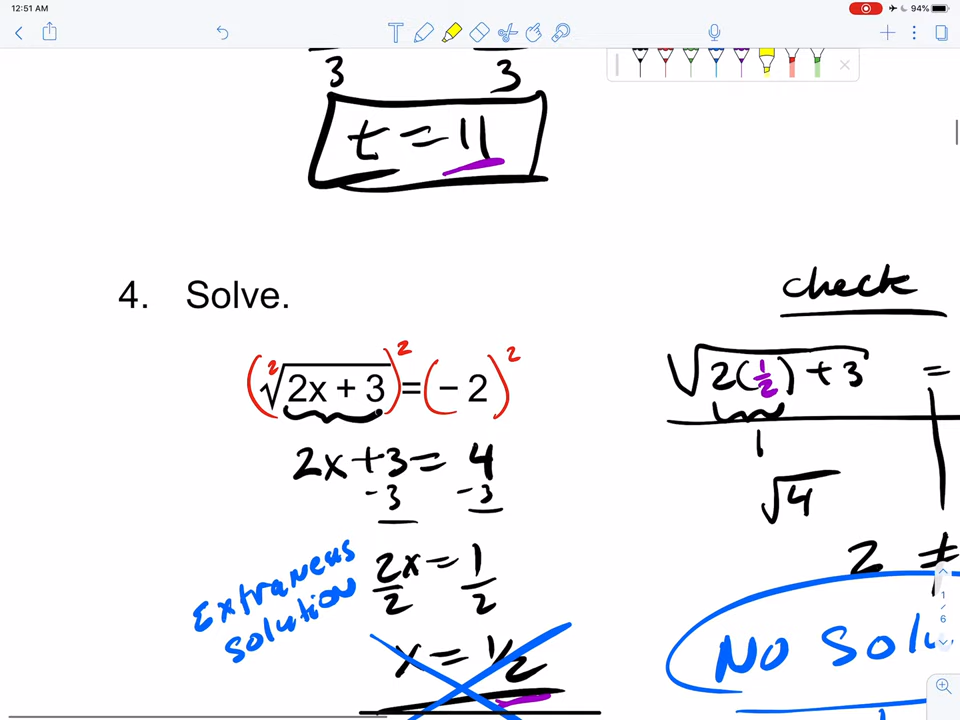 12:51 AM
94%
3 3
t = 11
4. Solve.
check
(²√2x + 3)² = (− 2)²
√2(1/2) + 3 =
2x + 3 = 4
1
-3 -3
√4
2x = 1
2 2
2 ≠
Extraneous
solution
x = 1/2
NO Solu
1
6